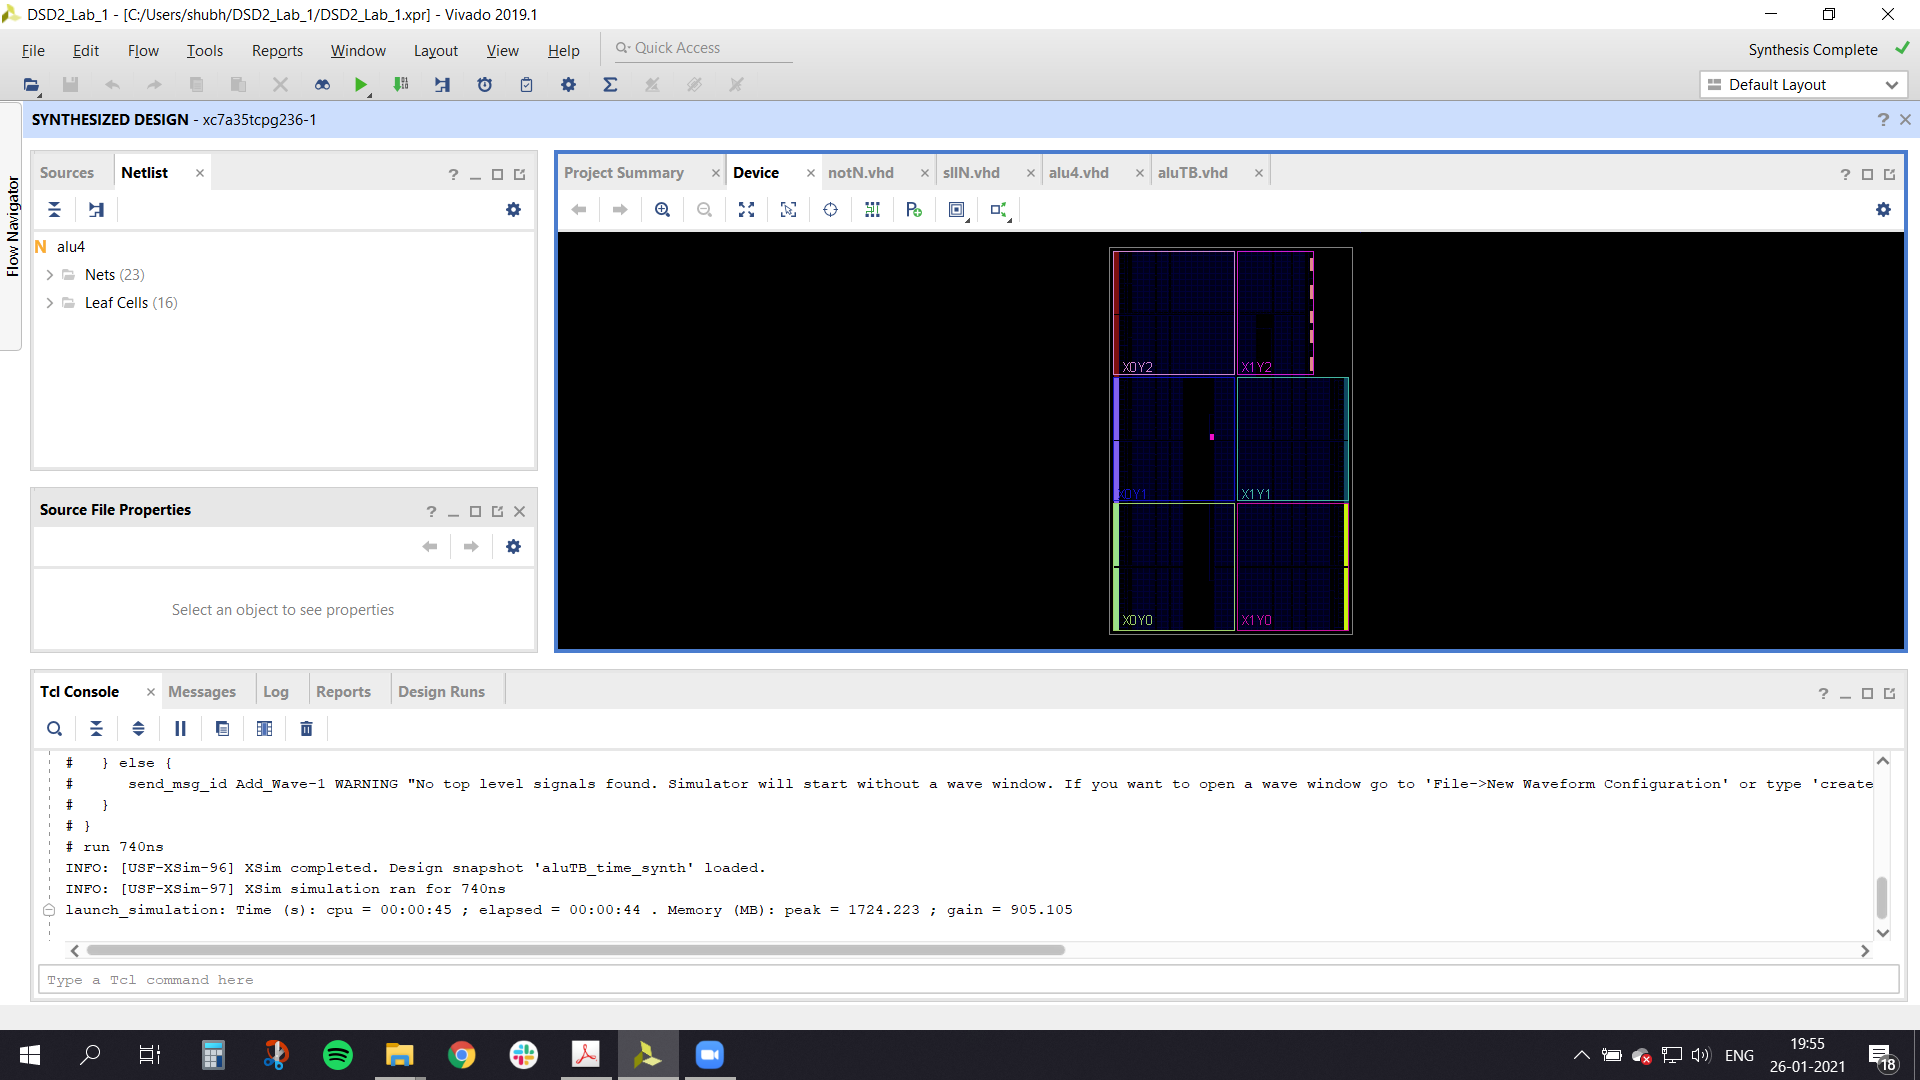 DSD2_Lab_1 - [C:/Users/shubh/DSD2_Lab_1/DSD2_Lab_1.xpr] - Vivado 2019.1
File Edit Flow Tools Reports Window Layout View Help Quick Access Synthesis Complete
Default Layout
SYNTHESIZED DESIGN - xc7a35tcpg236-1 ?
Flow Navigator
Sources Netlist ?
N alu4
Nets (23)
Leaf Cells (16)
Source File Properties ?
Select an object to see properties
Project Summary Device notN.vhd sllN.vhd alu4.vhd aluTB.vhd ?
X0Y2 X1Y2
X0Y1 X1Y1
X0Y0 X1Y0
Tcl Console Messages Log Reports Design Runs ?
#   } else {
#      send_msg_id Add_Wave-1 WARNING "No top level signals found. Simulator will start without a wave window. If you want to open a wave window go to 'File->New Waveform Configuration' or type 'create
#   }
# }
# run 740ns
INFO: [USF-XSim-96] XSim completed. Design snapshot 'aluTB_time_synth' loaded.
INFO: [USF-XSim-97] XSim simulation ran for 740ns
launch_simulation: Time (s): cpu = 00:00:45 ; elapsed = 00:00:44 . Memory (MB): peak = 1724.223 ; gain = 905.105
Type a Tcl command here
ENG
19:55
26-01-2021
18